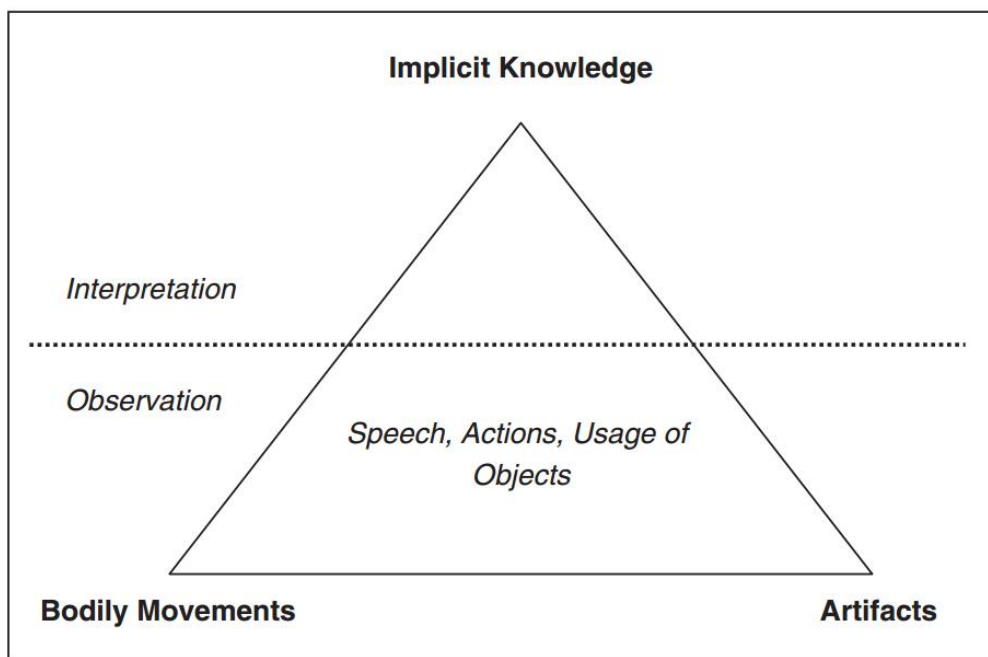 Implicit Knowledge
Interpretation
Observation
Speech, Actions, Usage of
Objects
Bodily Movements
Artifacts